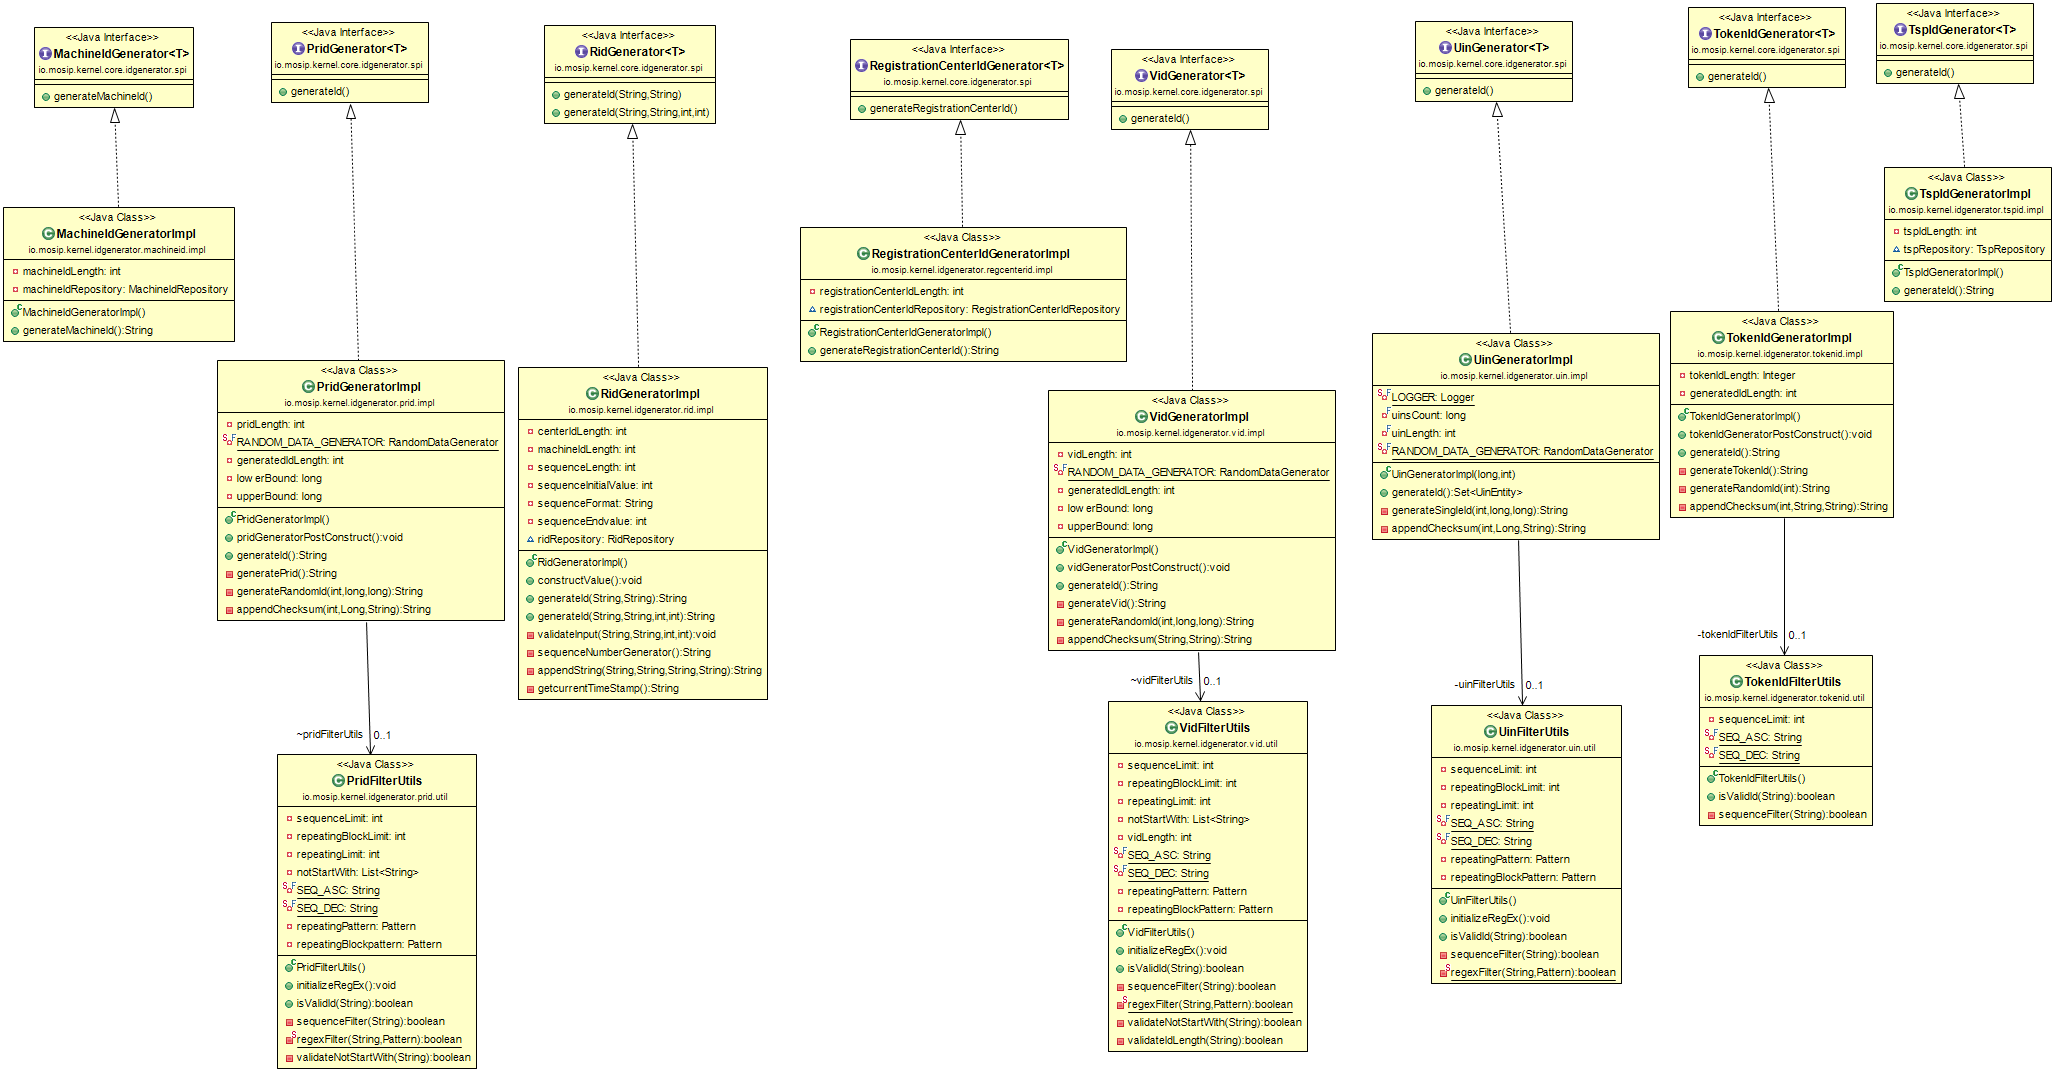 <<Java Interface>>
MachineIdGenerator<T>
io.mosip.kernel.core.idgenerator.spi
generateMachineId()
<<Java Class>>
MachineIdGeneratorImpl
io.mosip.kernel.idgenerator.machineid.impl
machineIdLength: int
machineIdRepository: MachineIdRepository
MachineIdGeneratorImpl()
generateMachineId():String
<<Java Interface>>
PridGenerator<T>
io.mosip.kernel.core.idgenerator.spi
generateId()
<<Java Class>>
PridGeneratorImpl
io.mosip.kernel.idgenerator.prid.impl
pridLength: int
RANDOM_DATA_GENERATOR: RandomDataGenerator
generatedIdLength: int
lowerBound: long
upperBound: long
PridGeneratorImpl()
pridGeneratorPostConstruct():void
generateId():String
generatePrid():String
generateRandomId(int,long,long):String
appendChecksum(int,Long,String):String
~pridFilterUtils 0..1
<<Java Class>>
PridFilterUtils
io.mosip.kernel.idgenerator.prid.util
sequenceLimit: int
repeatingBlockLimit: int
repeatingLimit: int
notStartWith: List<String>
SEQ_ASC: String
SEQ_DEC: String
repeatingPattern: Pattern
repeatingBlockpattern: Pattern
PridFilterUtils()
initializeRegEx():void
isValidId(String):boolean
sequenceFilter(String):boolean
regexFilter(String,Pattern):boolean
validateNotStartWith(String):boolean
<<Java Interface>>
RidGenerator<T>
io.mosip.kernel.core.idgenerator.spi
generateId(String,String)
generateId(String,String,int,int)
<<Java Class>>
RidGeneratorImpl
io.mosip.kernel.idgenerator.rid.impl
centerIdLength: int
machineIdLength: int
sequenceLength: int
sequenceInitialValue: int
sequenceFormat: String
sequenceEndvalue: int
ridRepository: RidRepository
RidGeneratorImpl()
constructValue():void
generateId(String,String):String
generateId(String,String,int,int):String
validateInput(String,String,int,int):void
sequenceNumberGenerator():String
appendString(String,String,String,String):String
getcurrentTimeStamp():String
<<Java Interface>>
RegistrationCenterIdGenerator<T>
io.mosip.kernel.core.idgenerator.spi
generateRegistrationCenterId()
<<Java Class>>
RegistrationCenterIdGeneratorImpl
io.mosip.kernel.idgenerator.regcenterid.impl
registrationCenterIdLength: int
registrationCenterIdRepository: RegistrationCenterIdRepository
RegistrationCenterIdGeneratorImpl()
generateRegistrationCenterId():String
<<Java Interface>>
VidGenerator<T>
io.mosip.kernel.core.idgenerator.spi
generateId()
<<Java Class>>
VidGeneratorImpl
io.mosip.kernel.idgenerator.vid.impl
vidLength: int
RANDOM_DATA_GENERATOR: RandomDataGenerator
generatedIdLength: int
lowerBound: long
upperBound: long
VidGeneratorImpl()
vidGeneratorPostConstruct():void
generateId():String
generateVid():String
generateRandomId(int,long,long):String
appendChecksum(String,String):String
~vidFilterUtils 0..1
<<Java Class>>
VidFilterUtils
io.mosip.kernel.idgenerator.vid.util
sequenceLimit: int
repeatingBlockLimit: int
repeatingLimit: int
notStartWith: List<String>
vidLength: int
SEQ_ASC: String
SEQ_DEC: String
repeatingPattern: Pattern
repeatingBlockPattern: Pattern
VidFilterUtils()
initializeRegEx():void
isValidId(String):boolean
sequenceFilter(String):boolean
regexFilter(String,Pattern):boolean
validateNotStartWith(String):boolean
validateIdLength(String):boolean
<<Java Interface>>
UinGenerator<T>
io.mosip.kernel.core.idgenerator.spi
generateId()
<<Java Class>>
UinGeneratorImpl
io.mosip.kernel.idgenerator.uin.impl
LOGGER: Logger
uinsCount: long
uinLength: int
RANDOM_DATA_GENERATOR: RandomDataGenerator
UinGeneratorImpl(long,int)
generateId():Set<UinEntity>
generateSingleId(int,long,long):String
appendChecksum(int,Long,String):String
-uinFilterUtils 0..1
<<Java Class>>
UinFilterUtils
io.mosip.kernel.idgenerator.uin.util
sequenceLimit: int
repeatingBlockLimit: int
repeatingLimit: int
SEQ_ASC: String
SEQ_DEC: String
repeatingPattern: Pattern
repeatingBlockPattern: Pattern
UinFilterUtils()
initializeRegEx():void
isValidId(String):boolean
sequenceFilter(String):boolean
regexFilter(String,Pattern):boolean
<<Java Interface>>
TokenIdGenerator<T>
io.mosip.kernel.core.idgenerator.spi
generateId()
<<Java Class>>
TokenIdGeneratorImpl
io.mosip.kernel.idgenerator.tokenid.impl
tokenIdLength: Integer
generatedIdLength: int
TokenIdGeneratorImpl()
tokenIdGeneratorPostConstruct():void
generateId():String
generateTokenId():String
generateRandomId(int):String
appendChecksum(int,String,String):String
-tokenIdFilterUtils 0..1
<<Java Class>>
TokenIdFilterUtils
io.mosip.kernel.idgenerator.tokenid.util
sequenceLimit: int
SEQ_ASC: String
SEQ_DEC: String
TokenIdFilterUtils()
isValidId(String):boolean
sequenceFilter(String):boolean
<<Java Interface>>
TspIdGenerator<T>
io.mosip.kernel.core.idgenerator.spi
generateId()
<<Java Class>>
TspIdGeneratorImpl
io.mosip.kernel.idgenerator.tspid.impl
tspIdLength: int
tspRepository: TspRepository
TspIdGeneratorImpl()
generateId():String